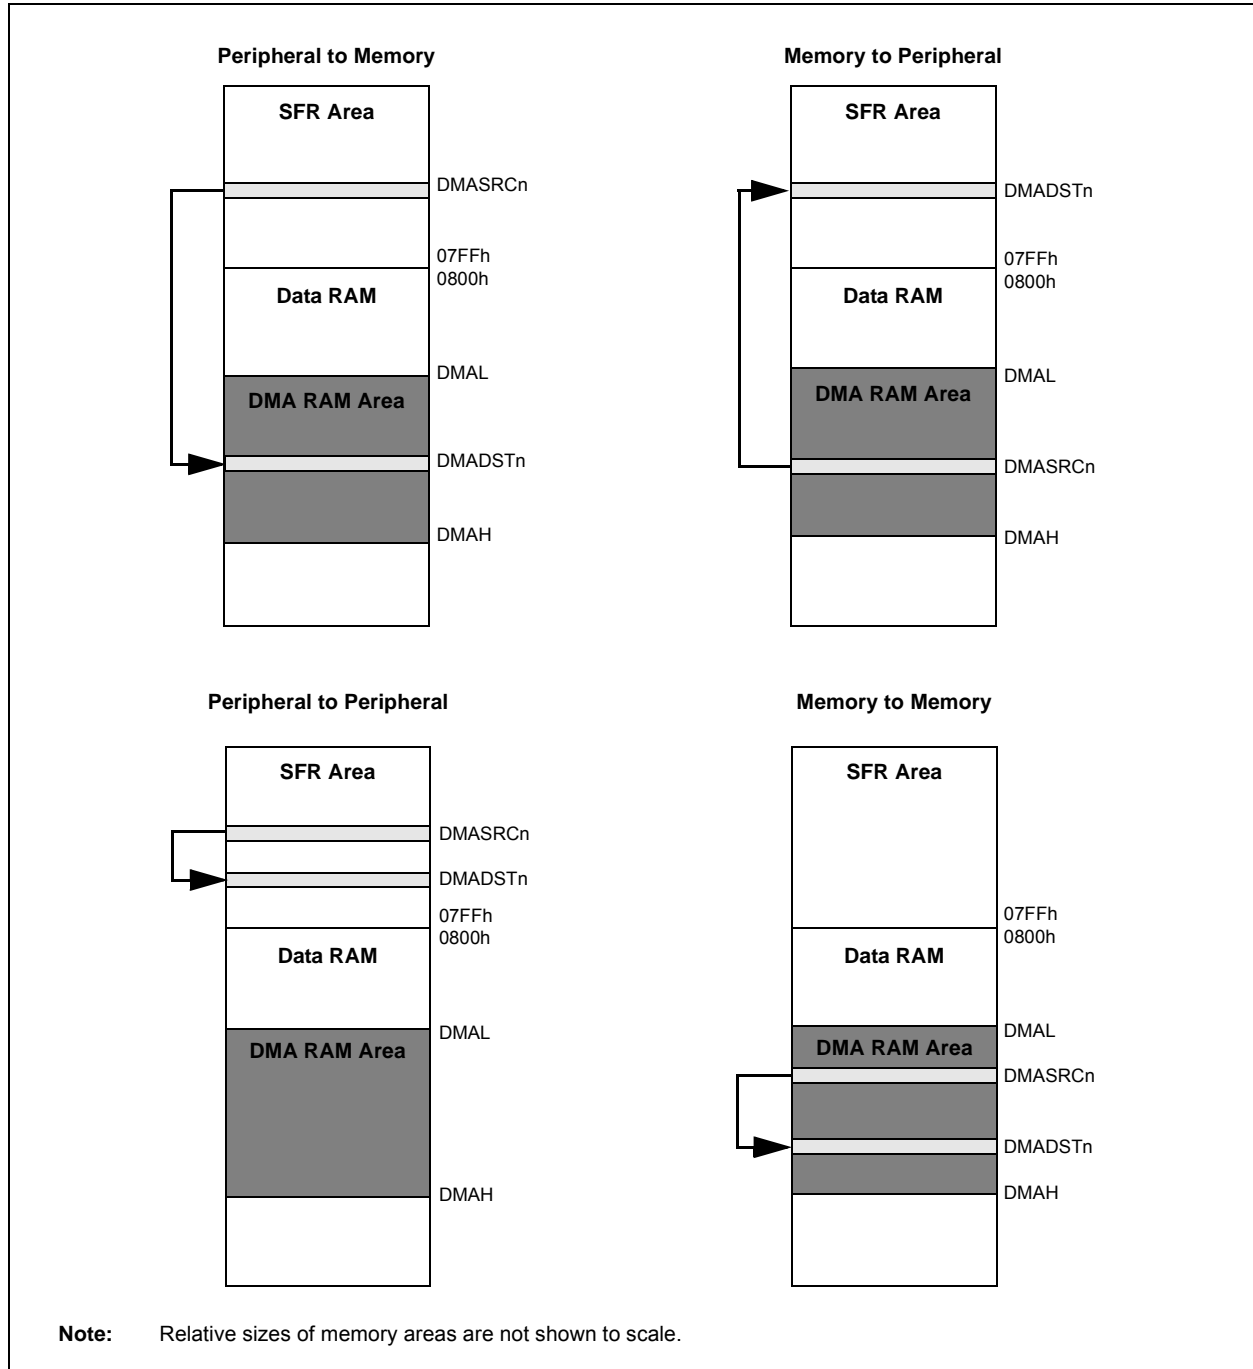 Peripheral to Memory
SFR Area
DMASRCn
07FFh
0800h
Data RAM
DMAL
DMA RAM Area
DMADSTn
DMAH
Memory to Peripheral
SFR Area
DMADSTn
07FFh
0800h
Data RAM
DMAL
DMA RAM Area
DMASRCn
DMAH
Peripheral to Peripheral
SFR Area
DMASRCn
DMADSTn
07FFh
0800h
Data RAM
DMAL
DMA RAM Area
DMAH
Memory to Memory
SFR Area
07FFh
0800h
Data RAM
DMAL
DMA RAM Area
DMASRCn
DMADSTn
DMAH
Note: Relative sizes of memory areas are not shown to scale.